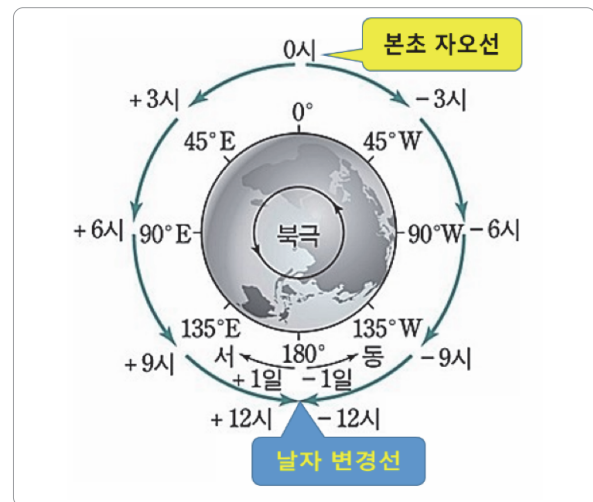 본초 자오선
0시
+3시
-3시
0°
45°E
45°W
+6시
90°E
북극
90°W
-6시
135°E
135°W
서
180°
동
+9시
+1일
-1일
-9시
+12시
-12시
날자 변경선